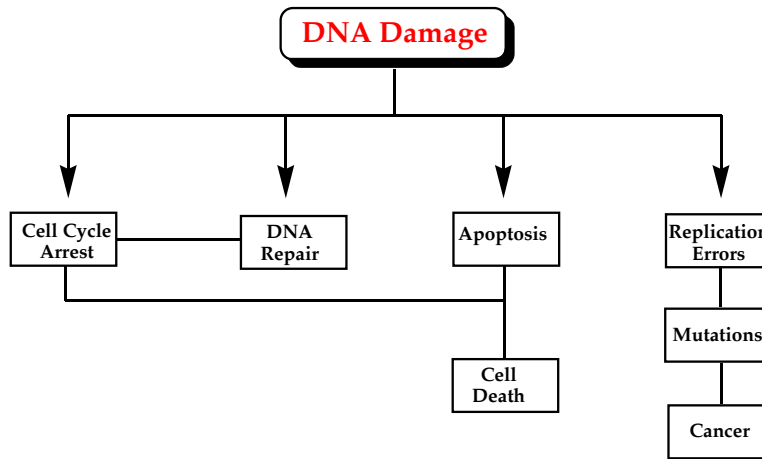 DNA Damage
Cell Cycle
Arrest
DNA
Repair
Apoptosis
Replication
Errors
Mutations
Cell
Death
Cancer